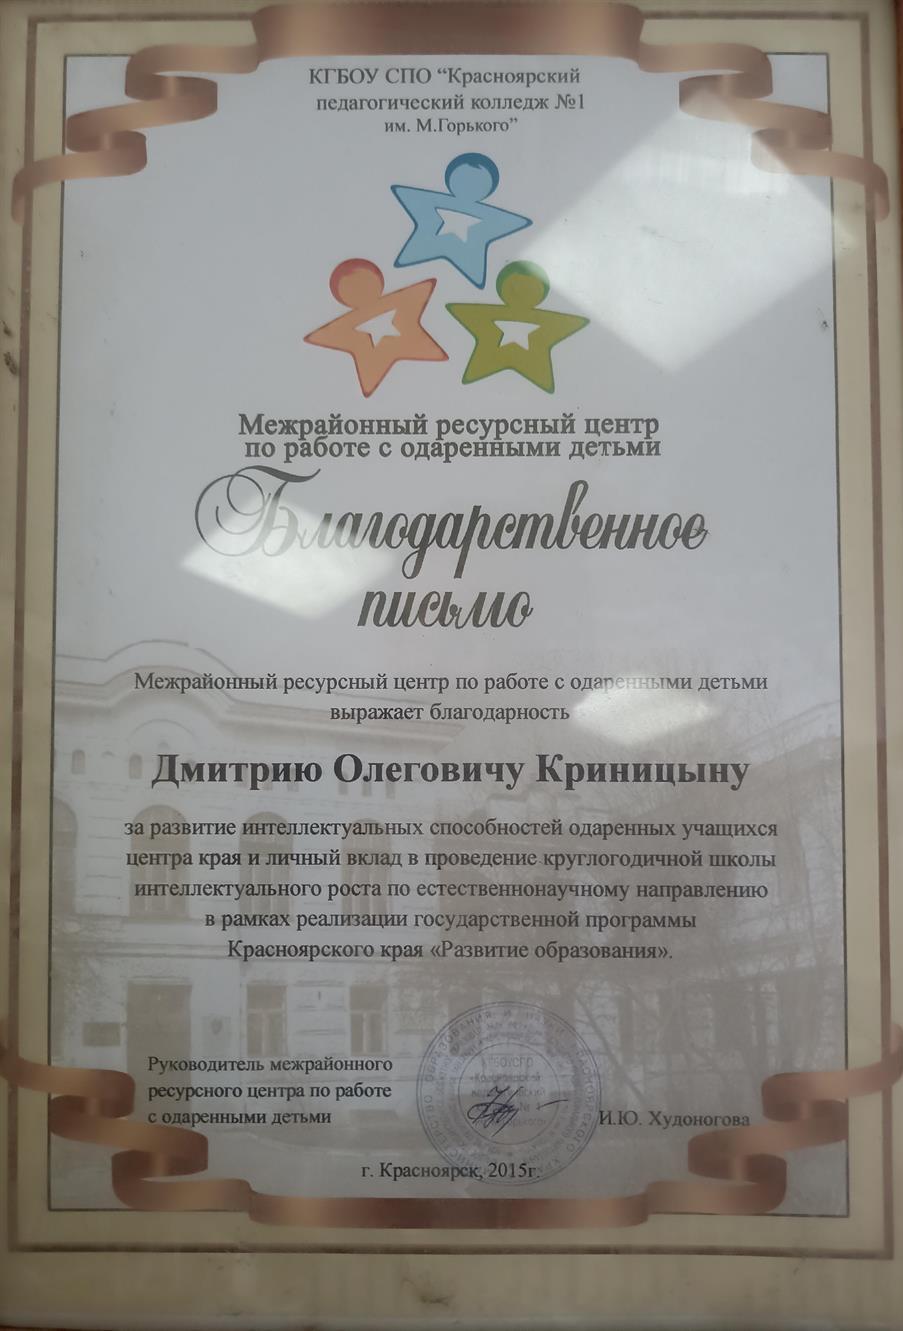 КГБОУ СПО “Красноярский
педагогический колледж №1
им. М.Горького”
Межрайонный ресурсный центр
по работе с одаренными детьми
Благодарственное
письмо
Межрайонный ресурсный центр по работе с одаренными детьми
выражает благодарность
Дмитрию Олеговичу Криницыну
за развитие интеллектуальных способностей одаренных учащихся
центра края и личный вклад в проведение круглогодичной школы
интеллектуального роста по естественнонаучному направлению
в рамках реализации государственной программы
Красноярского края «Развитие образования».
Руководитель межрайонного
ресурсного центра по работе
с одаренными детьми
И.Ю. Худоногова
г. Красноярск, 2015г.